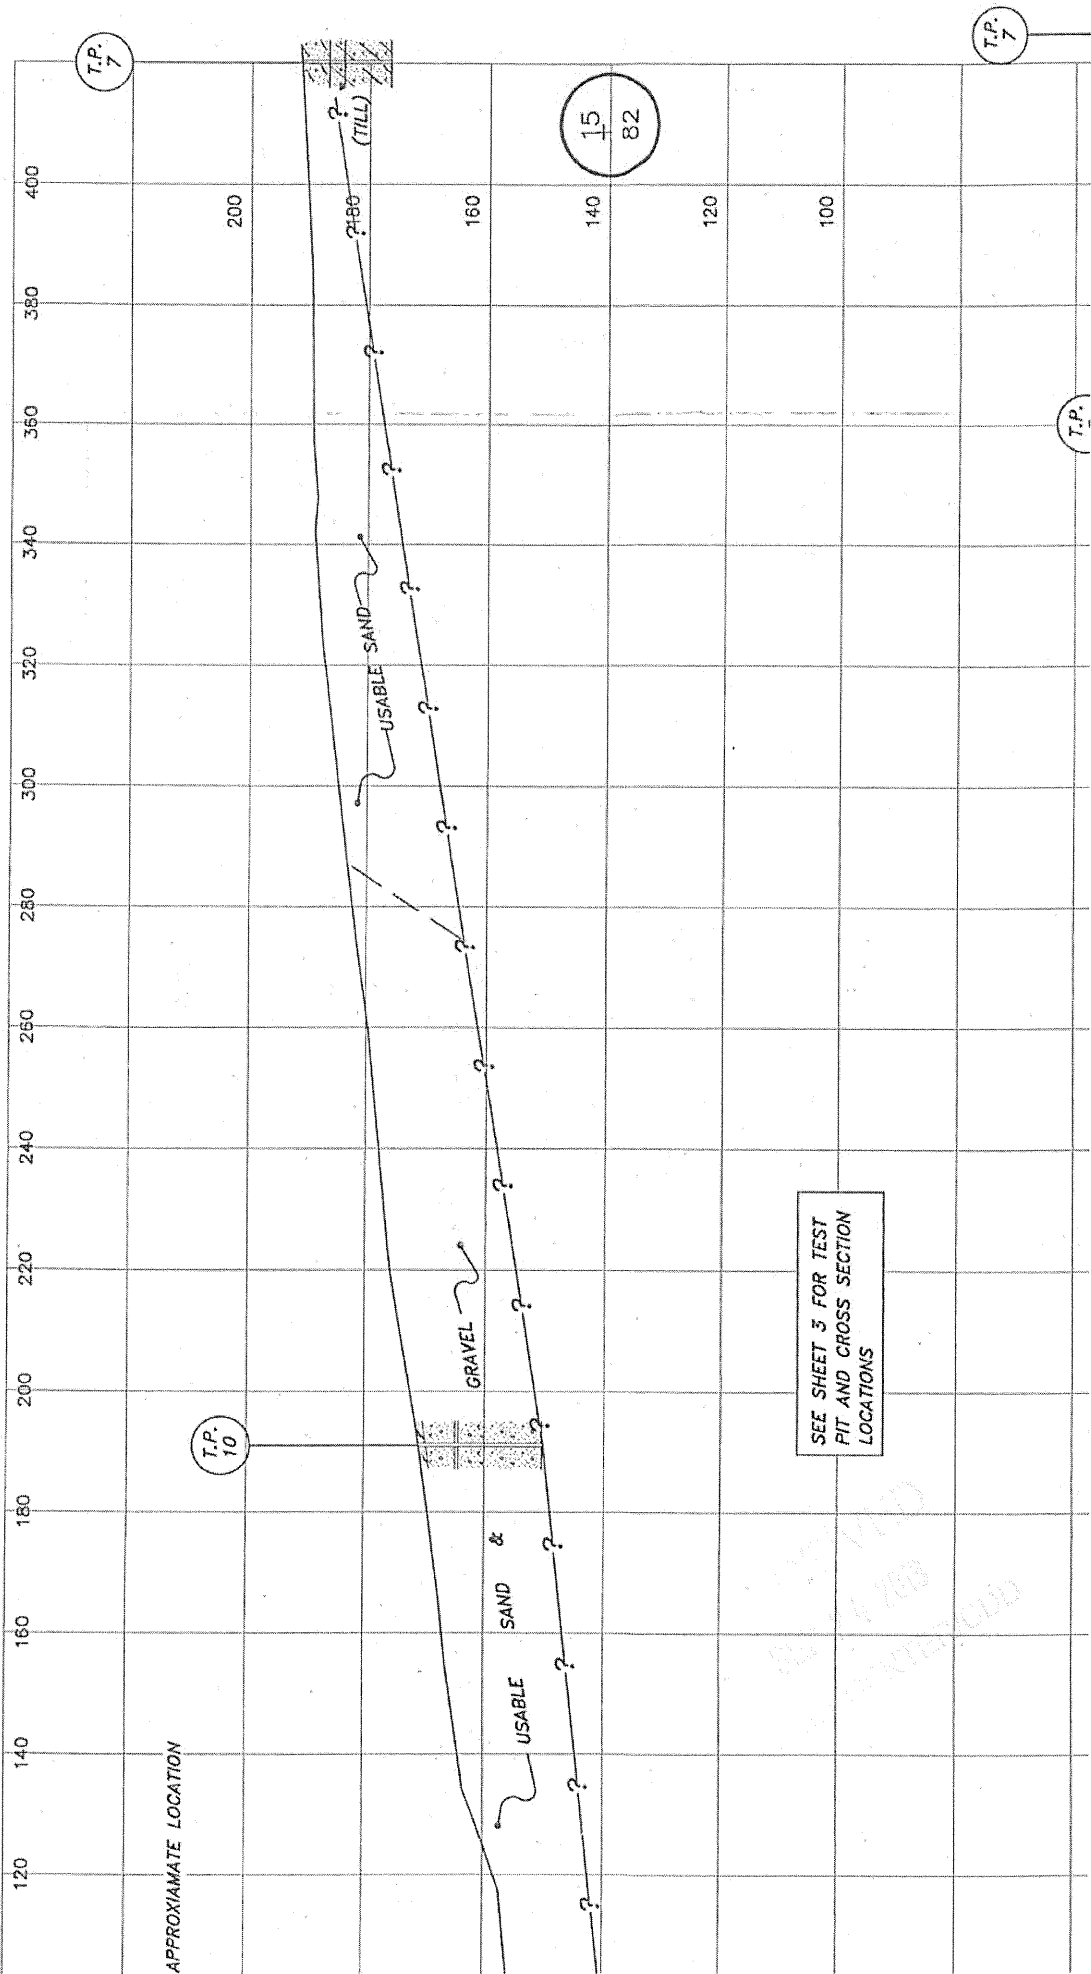 T.P. 7
T.P. 7
120 140 160 180 200 220 240 260 280 300 320 340 360 380 400
APPROXIAMATE LOCATION
T.P. 10
200
180
160
140
120
100
(TILL)
15
82
? ? ? ? ? ? ? ? ? ? ? ? ? ? ? ?
USABLE SAND
USABLE SAND & GRAVEL
SEE SHEET 3 FOR TEST
PIT AND CROSS SECTION
LOCATIONS
T.P.